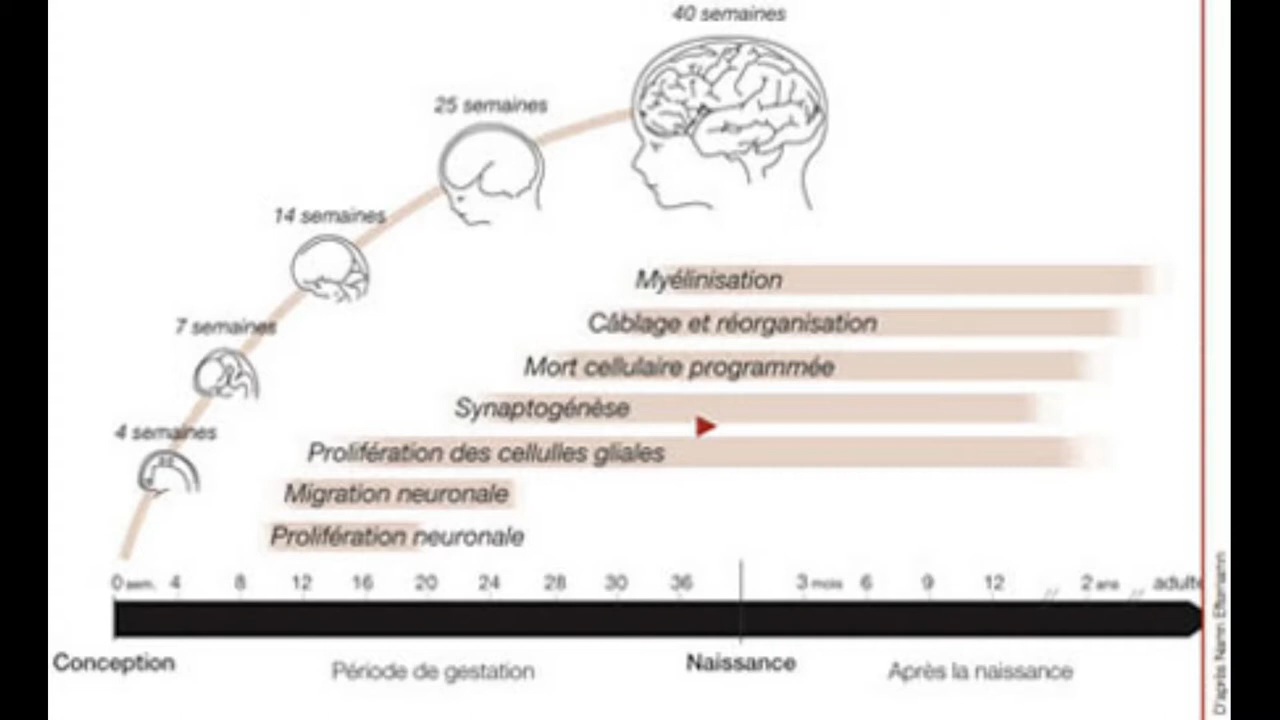 40 semaines
25 semaines
14 semaines
7 semaines
4 semaines
Myélinisation
Câblage et réorganisation
Mort cellulaire programmée
Synaptogénèse
Prolifération des cellules gliales
Migration neuronale
Prolifération neuronale
0 sem. 4 8 12 16 20 24 28 30 36 3 mois 6 9 12 2 ans adulte
Conception Période de gestation Naissance Après la naissance
D'après Nann